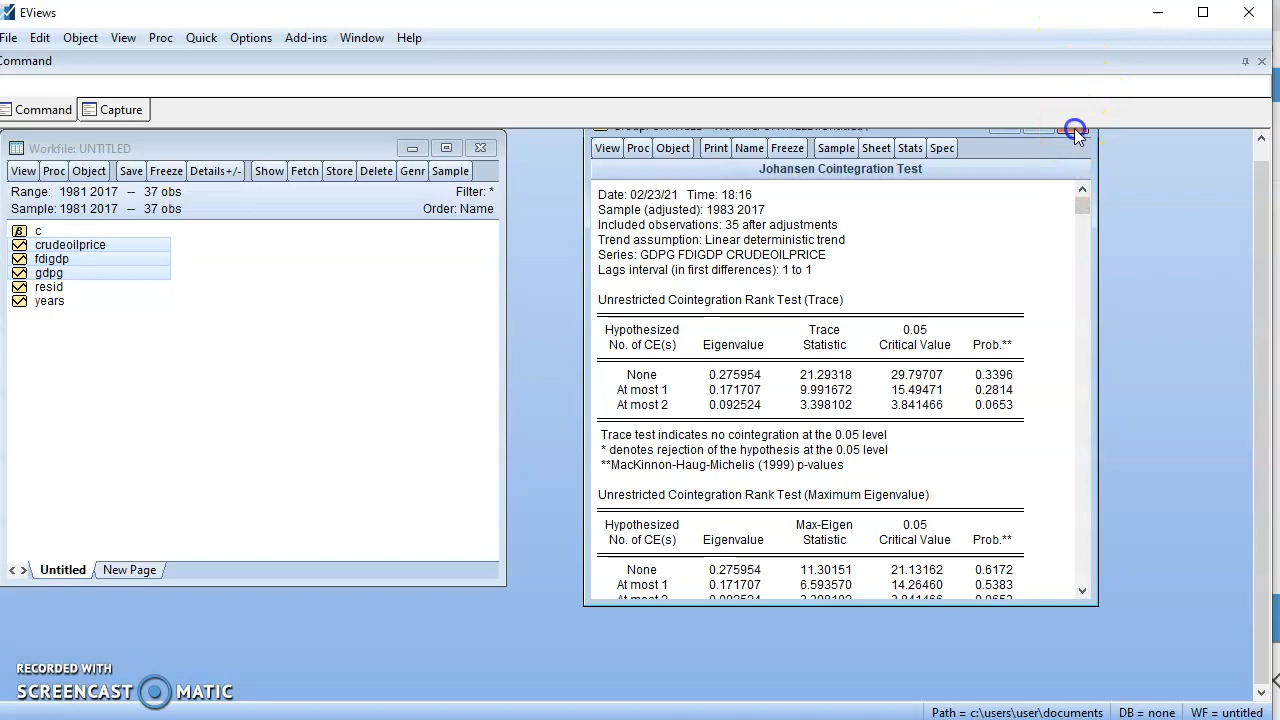 EViews
File Edit Object View Proc Quick Options Add-ins Window Help
Command
Command Capture
Workfile: UNTITLED
View Proc Object Save Freeze Details+/- Show Fetch Store Delete Genr Sample
Range: 1981 2017 -- 37 obs Filter: *
Sample: 1981 2017 -- 37 obs Order: Name
c
crudeoilprice
fdigdp
gdpg
resid
years
Untitled New Page
View Proc Object Print Name Freeze Sample Sheet Stats Spec
Johansen Cointegration Test
Date: 02/23/21 Time: 18:16
Sample (adjusted): 1983 2017
Included observations: 35 after adjustments
Trend assumption: Linear deterministic trend
Series: GDPG FDIGDP CRUDEOILPRICE
Lags interval (in first differences): 1 to 1
Unrestricted Cointegration Rank Test (Trace)
Hypothesized Trace 0.05
No. of CE(s) Eigenvalue Statistic Critical Value Prob.**
None 0.275954 21.29318 29.79707 0.3396
At most 1 0.171707 9.991672 15.49471 0.2814
At most 2 0.092524 3.398102 3.841466 0.0653
Trace test indicates no cointegration at the 0.05 level
* denotes rejection of the hypothesis at the 0.05 level
**MacKinnon-Haug-Michelis (1999) p-values
Unrestricted Cointegration Rank Test (Maximum Eigenvalue)
Hypothesized Max-Eigen 0.05
No. of CE(s) Eigenvalue Statistic Critical Value Prob.**
None 0.275954 11.30151 21.13162 0.6172
At most 1 0.171707 6.593570 14.26460 0.5383
At most 2 0.092524 3.398102 3.841466 0.0653
RECORDED WITH
SCREENCAST MATIC
Path = c:\users\user\documents DB = none WF = untitled